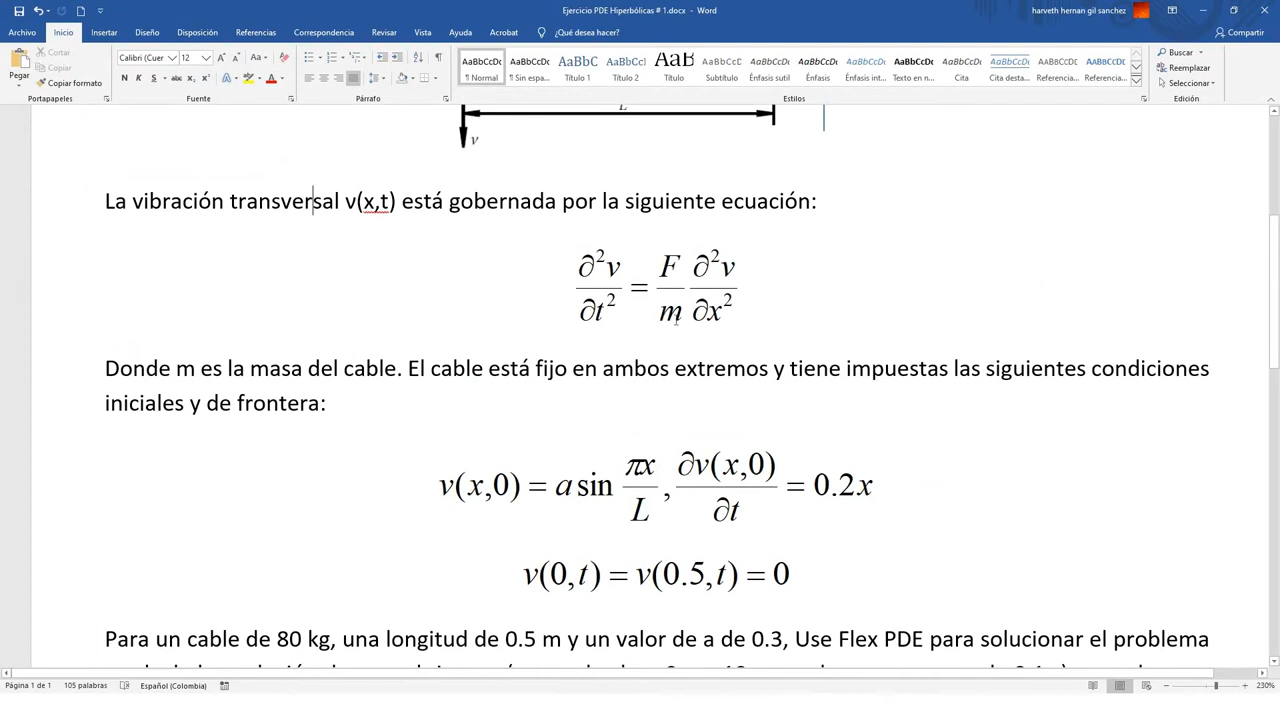 Ejercicio PDE Hiperbólicas # 1.docx - Word
harveth hernan gil sanchez
Archivo Inicio Insertar Diseño Disposición Referencias Correspondencia Revisar Vista Ayuda Acrobat ¿Qué desea hacer? Compartir
Pegar
Cortar
Copiar
Copiar formato
Portapapeles
Calibri (Cuer 12
N K S abc x₂ x²
Fuente
Párrafo
AaBbCcDc AaBbCcDc AaBbC AaBbCcI AaB AaBbCcD AaBbCcDc AaBbCcDc AaBbCcDc AaBbCcDc AaBbCcDc AaBbCcDc AaBbCcDc AaBbCcDc
¶ Normal ¶ Sin espa... Título 1 Título 2 Título Subtítulo Énfasis sutil Énfasis Énfasis int... Texto en n... Cita Cita desta... Referencia... Referencia...
Estilos
Buscar
Reemplazar
Seleccionar
Edición
L
v
La vibración transversal v(x,t) está gobernada por la siguiente ecuación:
∂²v/∂t² = F/m ∂²v/∂x²
Donde m es la masa del cable. El cable está fijo en ambos extremos y tiene impuestas las siguientes condiciones
iniciales y de frontera:
v(x,0) = a sin πx/L , ∂v(x,0)/∂t = 0.2x
v(0,t) = v(0.5,t) = 0
Para un cable de 80 kg, una longitud de 0.5 m y un valor de a de 0.3, Use Flex PDE para solucionar el problema
Página 1 de 1 105 palabras Español (Colombia) 230%